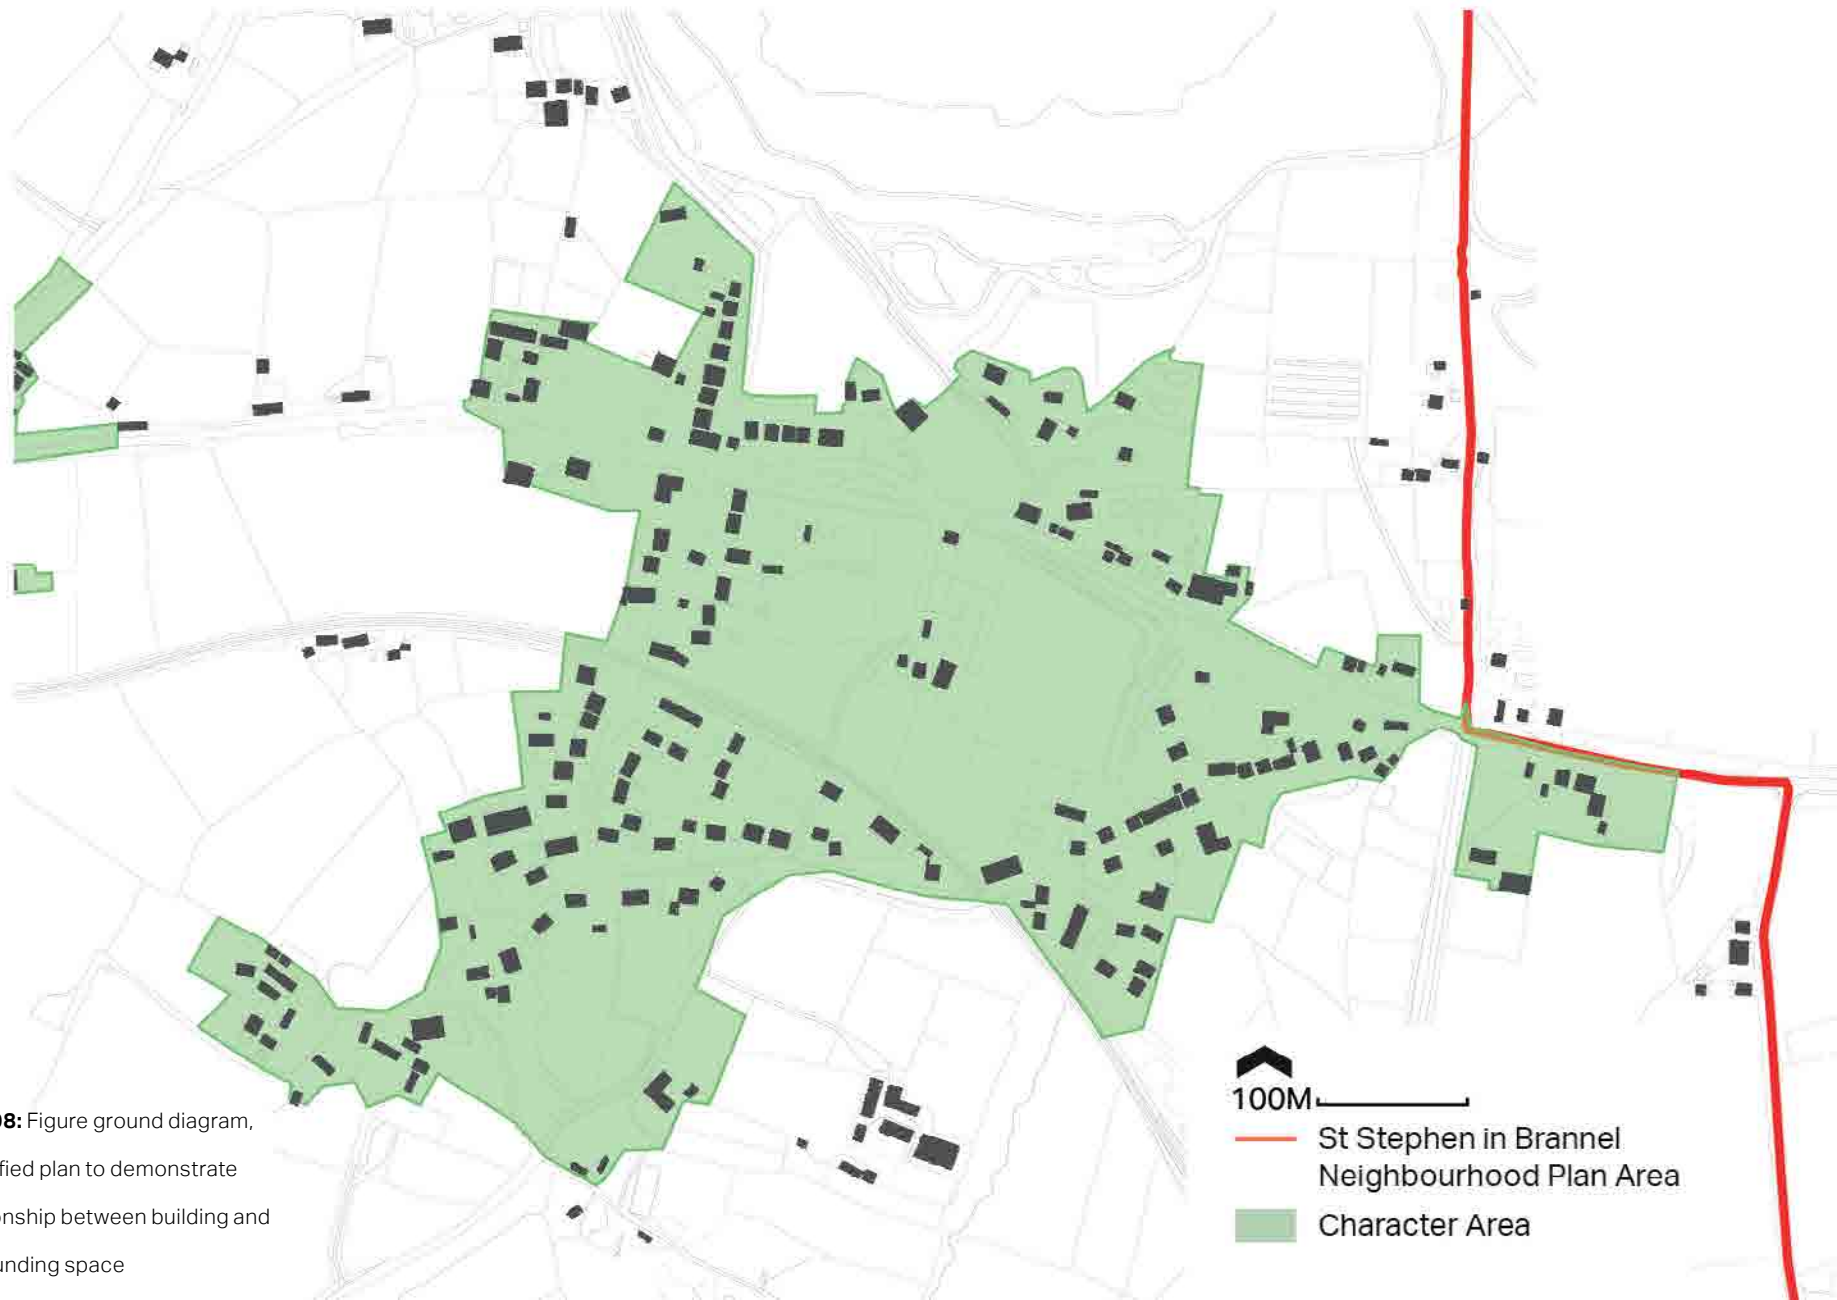 100M
St Stephen in Brannel
Neighbourhood Plan Area
Character Area
08: Figure ground diagram,
fied plan to demonstrate
onship between building and
unding space